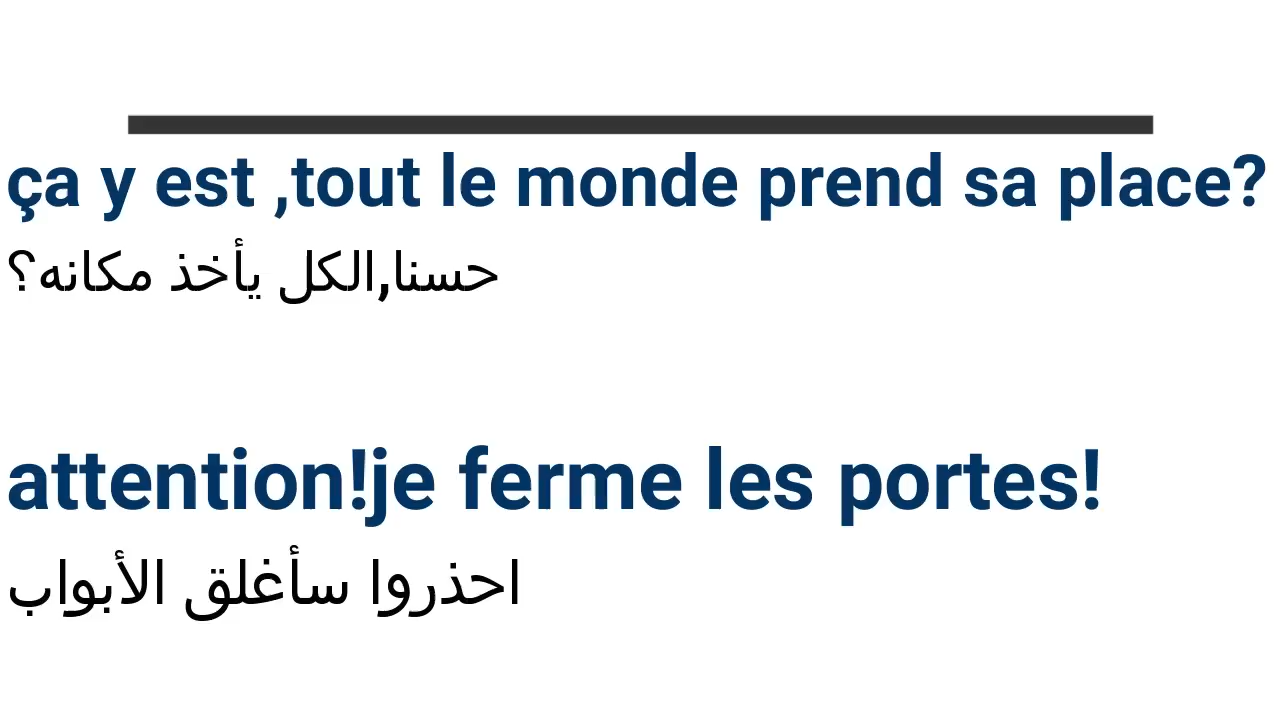 ça y est ,tout le monde prend sa place?
حسنا,الكل يأخذ مكانه؟
attention!je ferme les portes!
احذروا سأغلق الأبواب